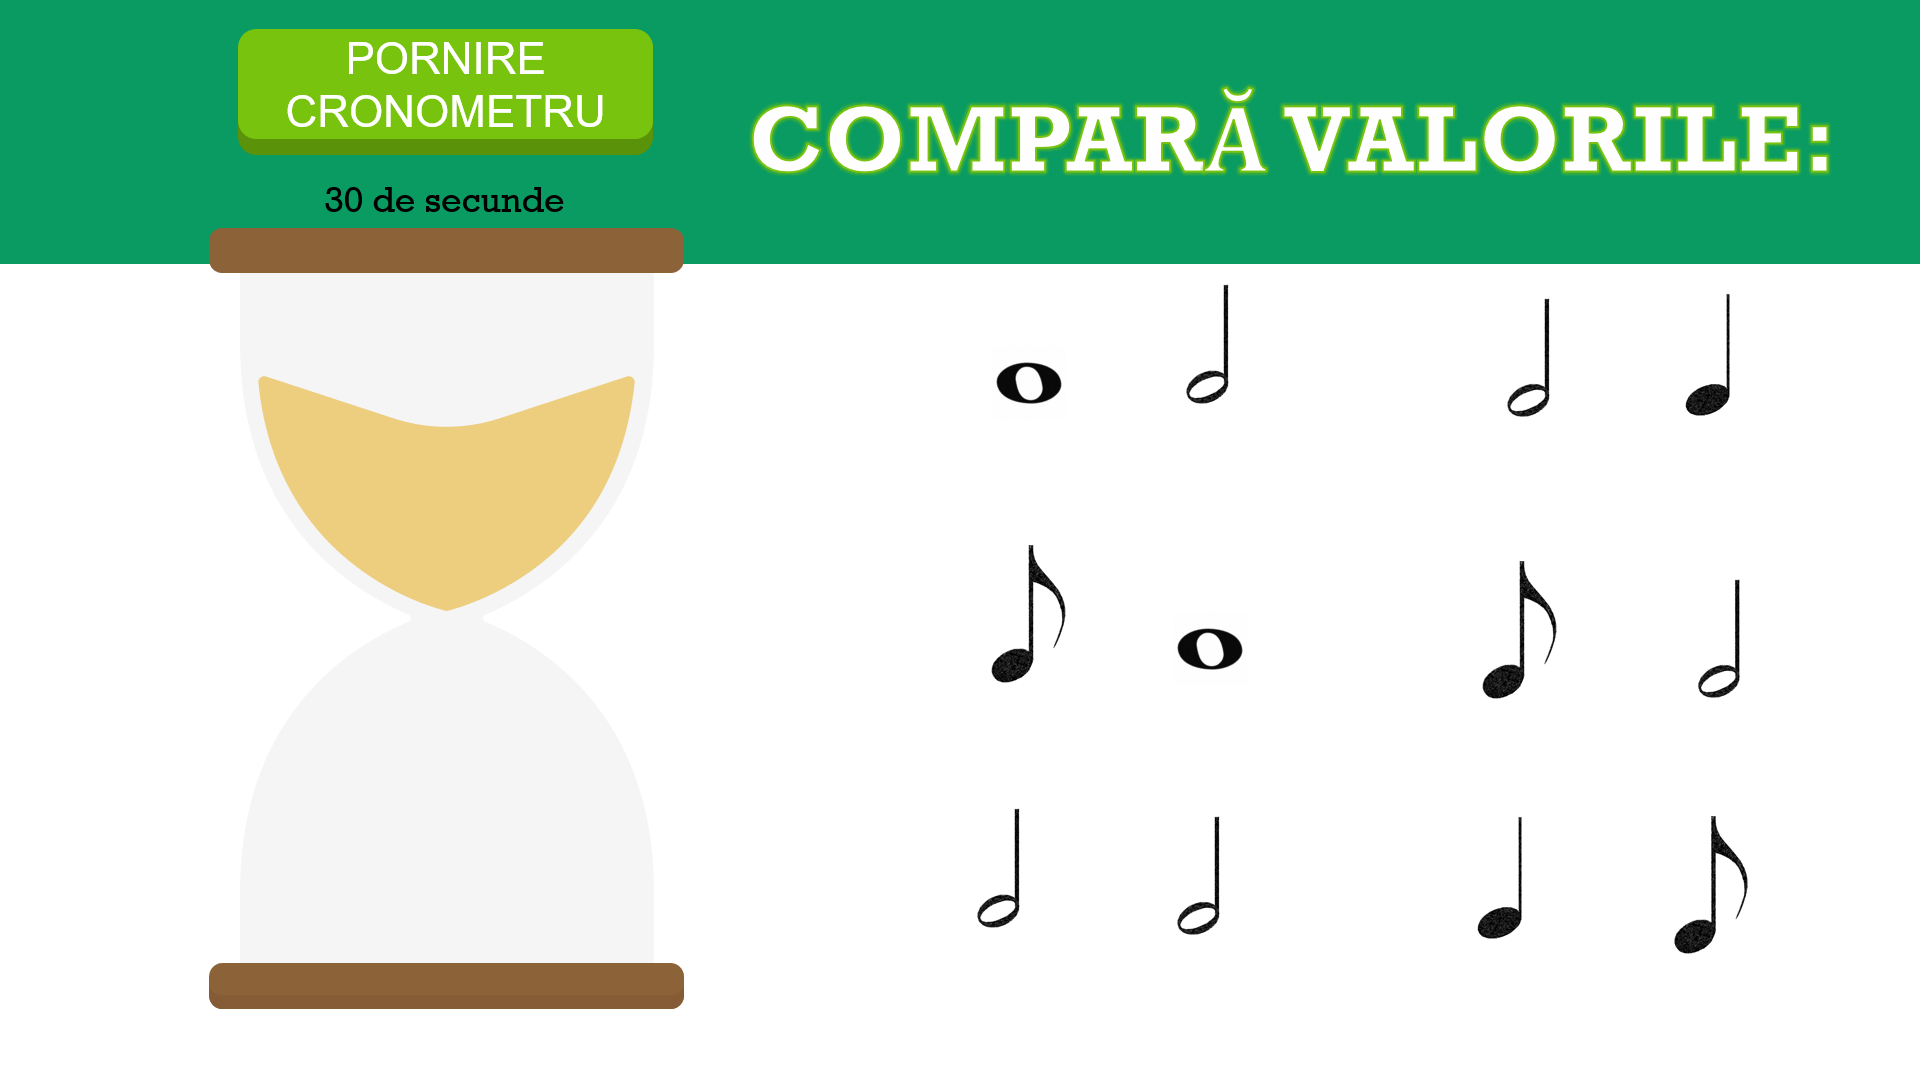 PORNIRE
CRONOMETRU
COMPARĂ VALORILE:
30 de secunde